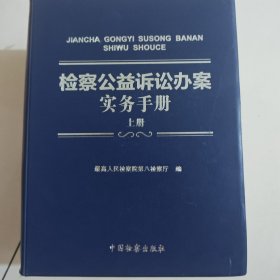 JIANCHA GONGYI SUSONG BANAN
SHIWU SHOUCE
检察公益诉讼办案
实务手册
上册
最高人民检察院第八检察厅 编
中国检察出版社